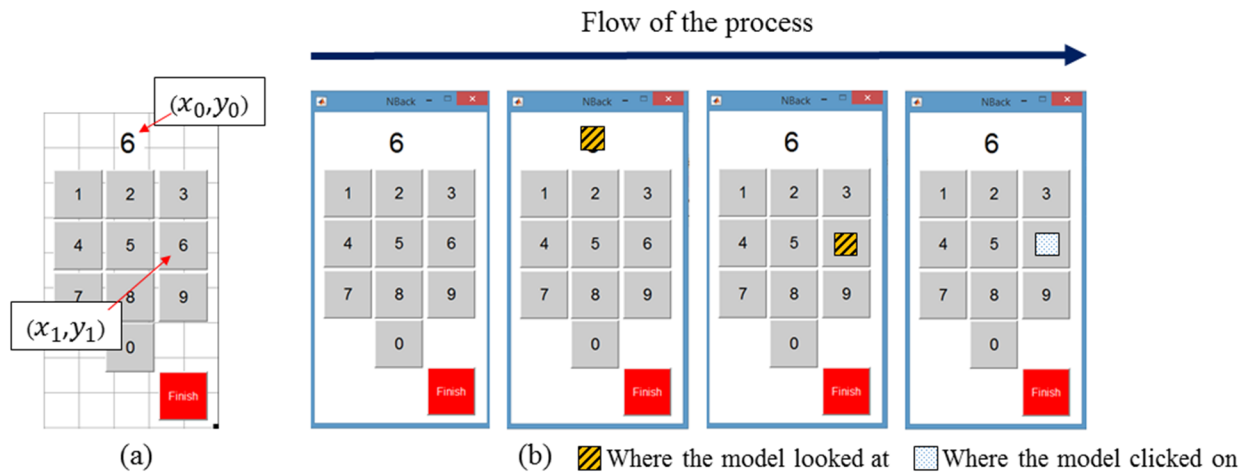 Flow of the process
(x₀,y₀)
6
1 2 3
4 5 6
7 8 9
(x₁,y₁)
0
Finish
(a)
NBack
6
1 2 3
4 5 6
7 8 9
0
Finish
NBack
1 2 3
4 5 6
7 8 9
0
Finish
NBack
6
1 2 3
4 5
7 8 9
0
Finish
NBack
6
1 2 3
4 5
7 8 9
0
Finish
(b) Where the model looked at Where the model clicked on